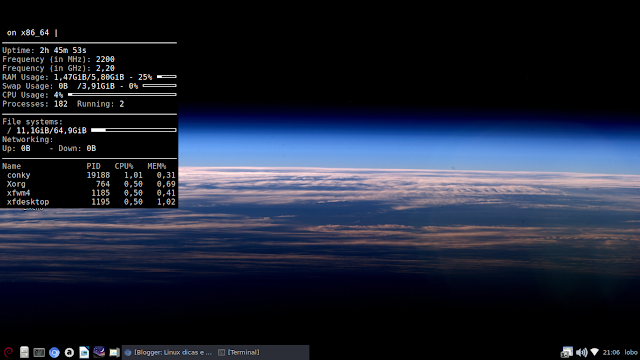 on x86_64 |
Uptime: 2h 45m 53s
Frequency (in MHz): 2200
Frequency (in GHz): 2,20
RAM Usage: 1,47GiB/5,80GiB - 25%
Swap Usage: 0B /3,91GiB - 0%
CPU Usage: 4%
Processes: 182 Running: 2
File systems:
/ 11,1GiB/64,9GiB
Networking:
Up: 0B - Down: 0B
Name PID CPU% MEM%
conky 19188 1,01 0,31
Xorg 764 0,50 0,69
xfwm4 1185 0,50 0,41
xfdesktop 1195 0,50 1,02
[Blogger: Linux dicas e ... [Terminal] 21:06 lobo